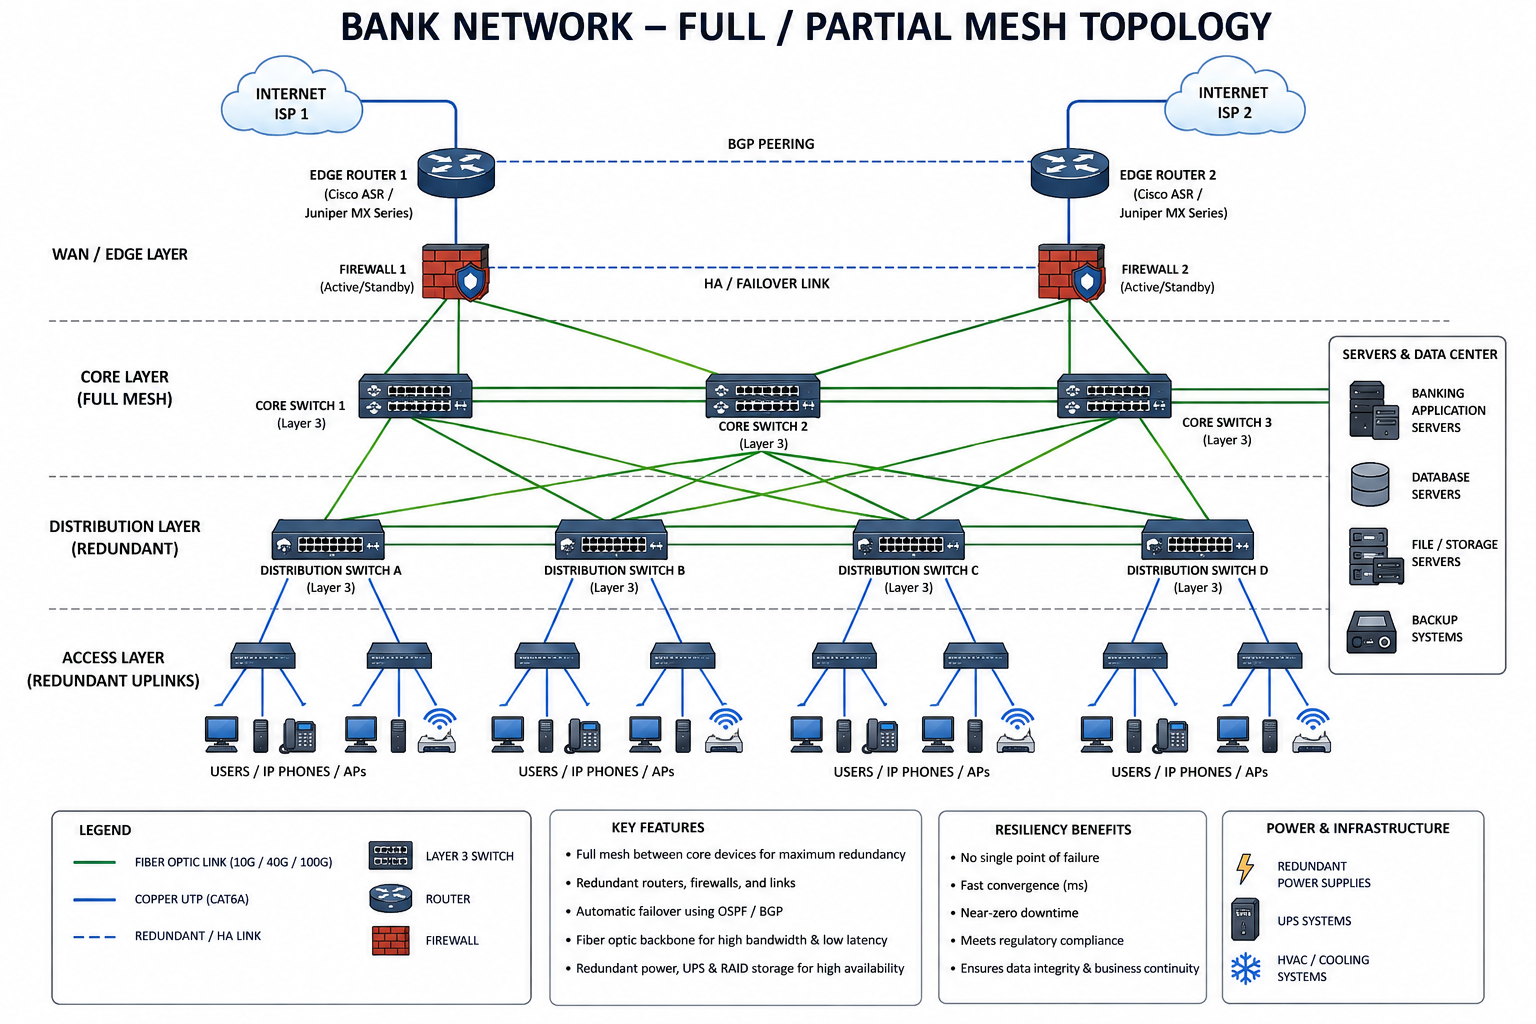 BANK NETWORK – FULL / PARTIAL MESH TOPOLOGY
INTERNET
ISP 1
INTERNET
ISP 2
BGP PEERING
EDGE ROUTER 1
(Cisco ASR /
Juniper MX Series)
EDGE ROUTER 2
(Cisco ASR /
Juniper MX Series)
WAN / EDGE LAYER
FIREWALL 1
(Active/Standby)
HA / FAILOVER LINK
FIREWALL 2
(Active/Standby)
CORE LAYER
(FULL MESH)
CORE SWITCH 1
(Layer 3)
CORE SWITCH 2
(Layer 3)
CORE SWITCH 3
(Layer 3)
SERVERS & DATA CENTER
BANKING
APPLICATION
SERVERS
DATABASE
SERVERS
FILE / STORAGE
SERVERS
BACKUP
SYSTEMS
DISTRIBUTION LAYER
(REDUNDANT)
DISTRIBUTION SWITCH A
(Layer 3)
DISTRIBUTION SWITCH B
(Layer 3)
DISTRIBUTION SWITCH C
(Layer 3)
DISTRIBUTION SWITCH D
(Layer 3)
ACCESS LAYER
(REDUNDANT UPLINKS)
USERS / IP PHONES / APs
USERS / IP PHONES / APs
USERS / IP PHONES / APs
USERS / IP PHONES / APs
LEGEND
FIBER OPTIC LINK (10G / 40G / 100G)
COPPER UTP (CAT6A)
REDUNDANT / HA LINK
LAYER 3 SWITCH
ROUTER
FIREWALL
KEY FEATURES
• Full mesh between core devices for maximum redundancy
• Redundant routers, firewalls, and links
• Automatic failover using OSPF / BGP
• Fiber optic backbone for high bandwidth & low latency
• Redundant power, UPS & RAID storage for high availability
RESILIENCY BENEFITS
• No single point of failure
• Fast convergence (ms)
• Near-zero downtime
• Meets regulatory compliance
• Ensures data integrity & business continuity
POWER & INFRASTRUCTURE
REDUNDANT
POWER SUPPLIES
UPS SYSTEMS
HVAC / COOLING
SYSTEMS